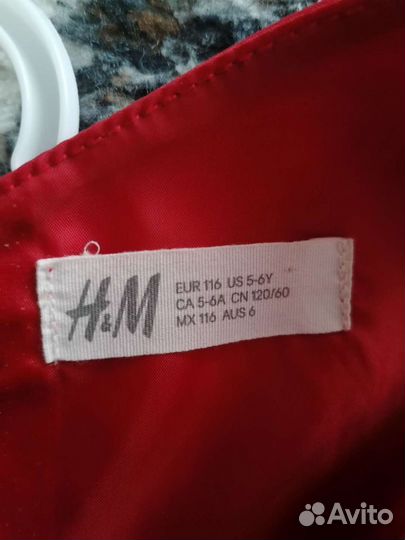 H&M
EUR 116 US 5-6Y
CA 5-6A CN 120/60
MX 116 AUS 6
Avito